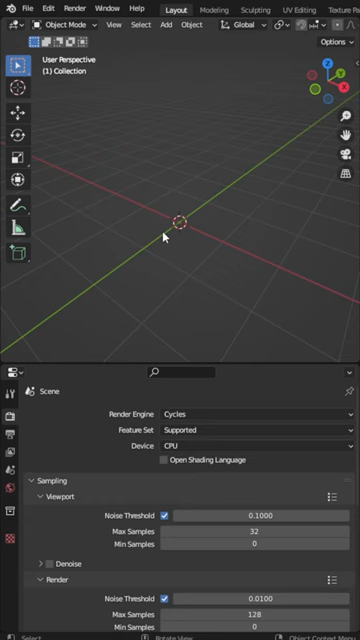 File Edit Render Window Help Layout Modeling Sculpting UV Editing Texture Pa
Object Mode View Select Add Object Global
Options
User Perspective
(1) Collection
Z
Y
X
Scene
Render Engine Cycles
Feature Set Supported
Device CPU
Open Shading Language
Sampling
Viewport
Noise Threshold 0.1000
Max Samples 32
Min Samples 0
Denoise
Render
Noise Threshold 0.0100
Max Samples 128
Min Samples 0
Select Rotate View Object Context Menu